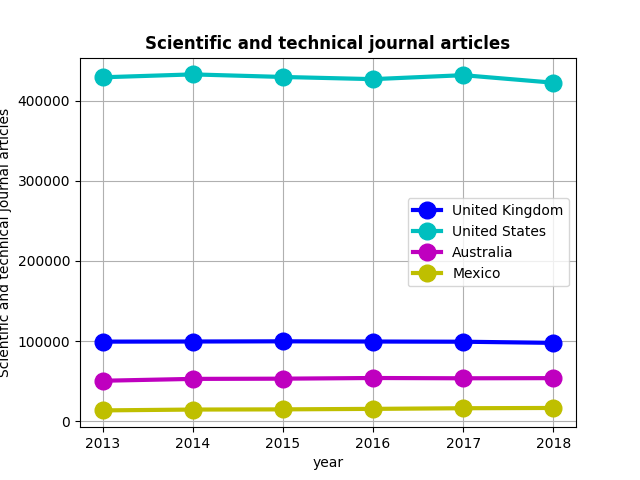 Scientific and technical journal articles
Scientific and technical journal articles
400000
300000
200000
100000
0
United Kingdom
United States
Australia
Mexico
2013 2014 2015 2016 2017 2018
year